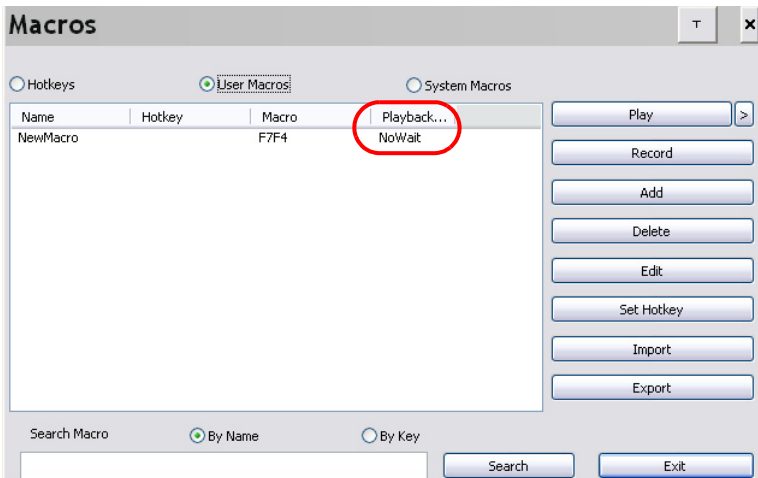 Macros
T
×
Hotkeys User Macros System Macros
Name Hotkey Macro Playback... Play >
NewMacro F7F4 NoWait
Record
Add
Delete
Edit
Set Hotkey
Import
Export
Search Macro By Name By Key
Search Exit